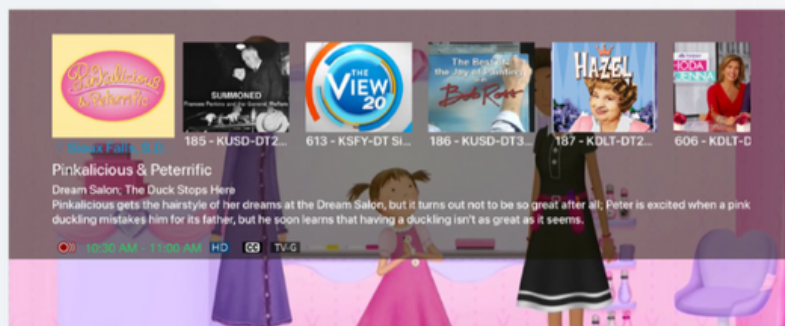 Pinkalicious
& Peterrific
SUMMONED
Frances Perkins and the General Welfare
THE
VIEW
20
The Best of
the Joy of Painting
Bob Ross
HAZEL
HODA
JENNA
185 - KUSD-DT2...
613 - KSFY-DT Si...
186 - KUSD-DT3...
187 - KDLT-DT2...
606 - KDLT-D
Sioux Falls, S.D.
Pinkalicious & Peterrific
Dream Salon; The Duck Stops Here
Pinkalicious gets the hairstyle of her dreams at the Dream Salon, but it turns out not to be so great after all; Peter is excited when a pink
duckling mistakes him for its father, but he soon learns that having a duckling isn't as great as it seems.
10:30 AM - 11:00 AM HD CC TV-G